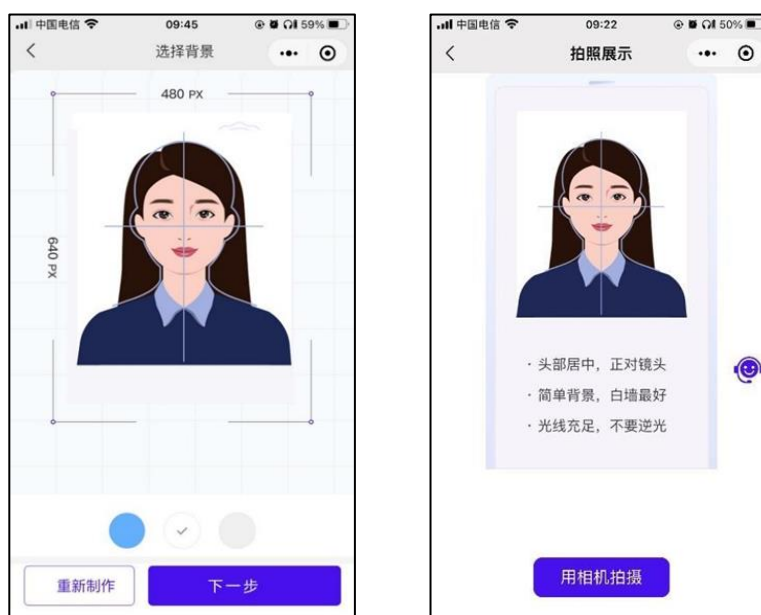 中国电信 09:45 59%
选择背景
480 PX
640 PX
重新制作 下一步
中国电信 09:22 50%
拍照展示
· 头部居中，正对镜头
· 简单背景，白墙最好
· 光线充足，不要逆光
用相机拍摄